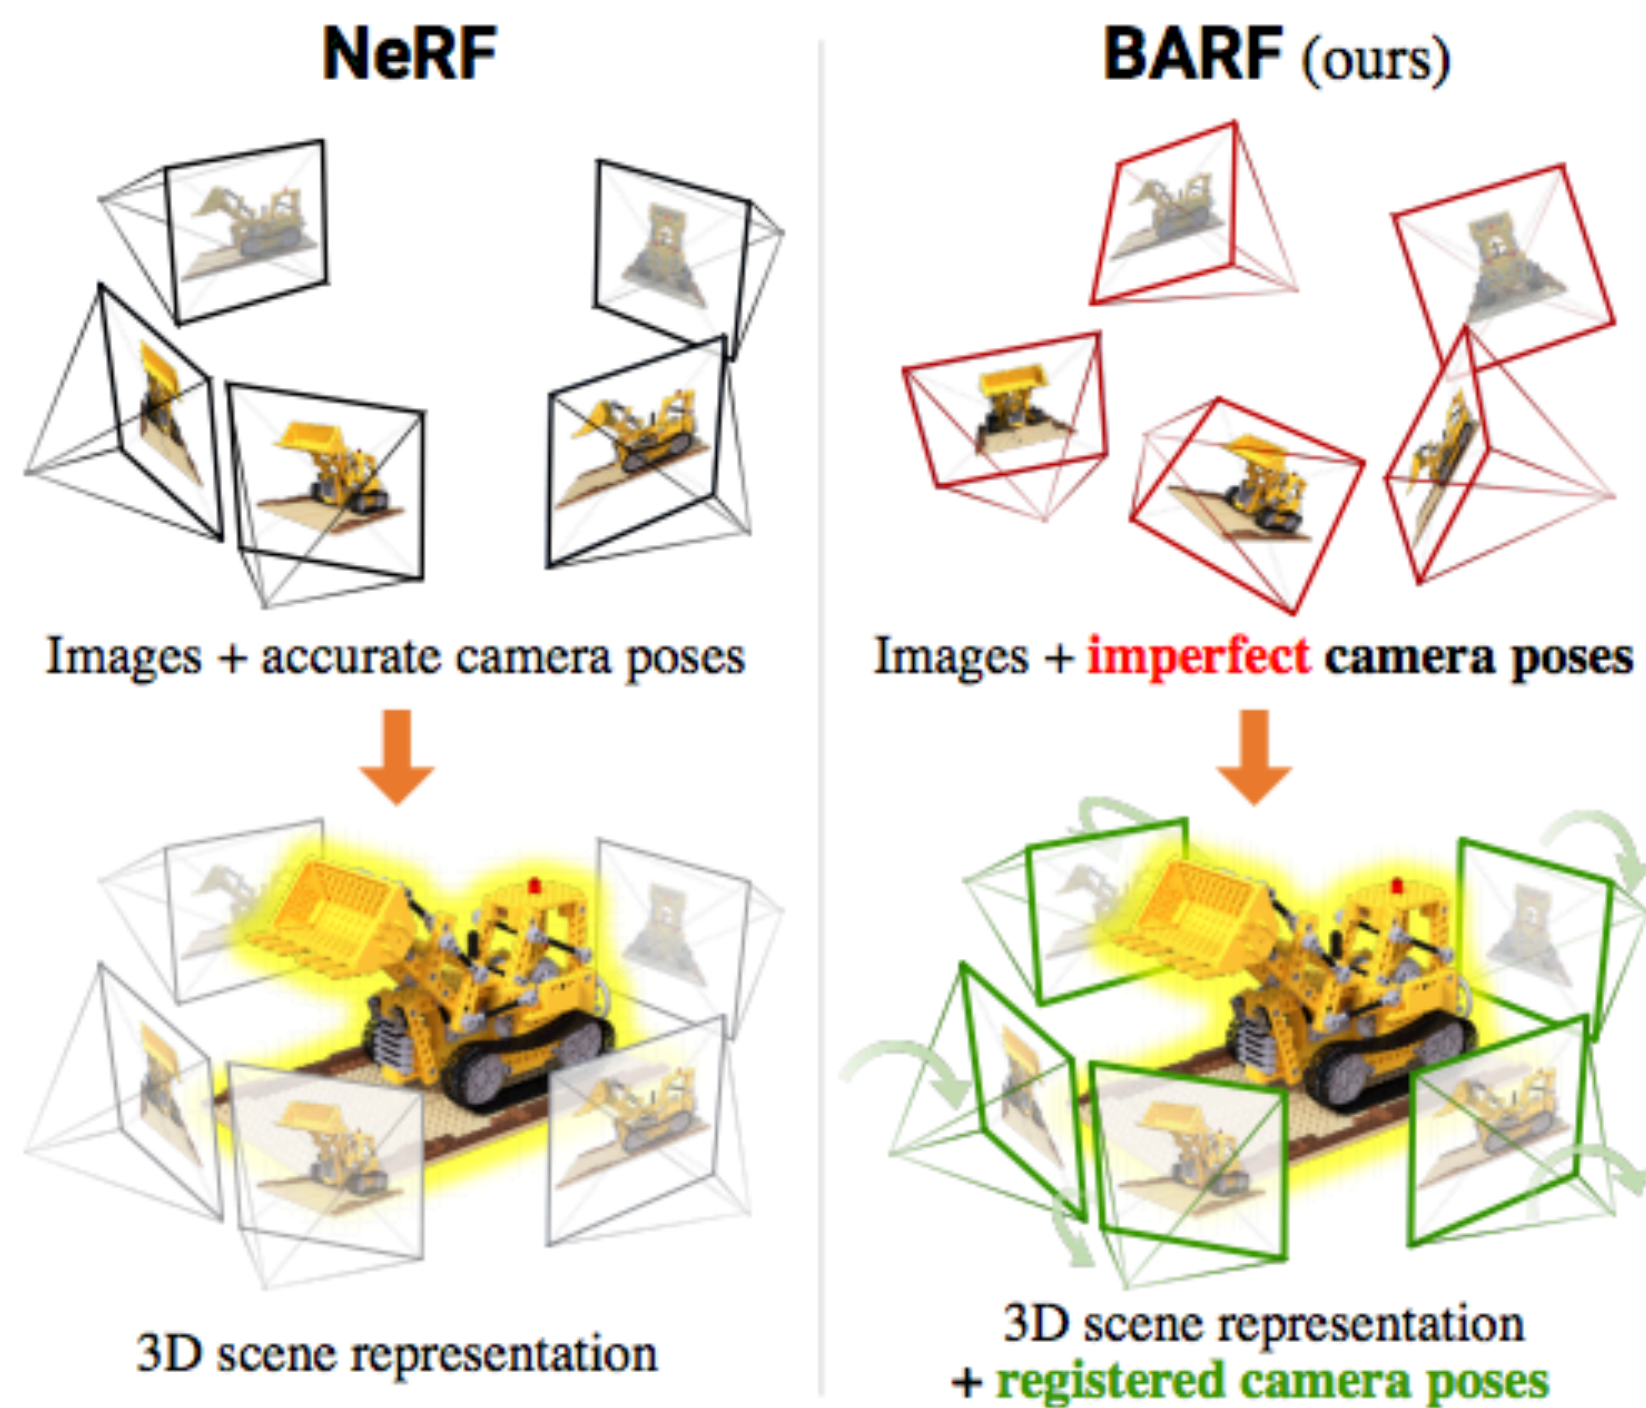 NeRF
Images + accurate camera poses
3D scene representation
BARF (ours)
Images + imperfect camera poses
3D scene representation
+ registered camera poses